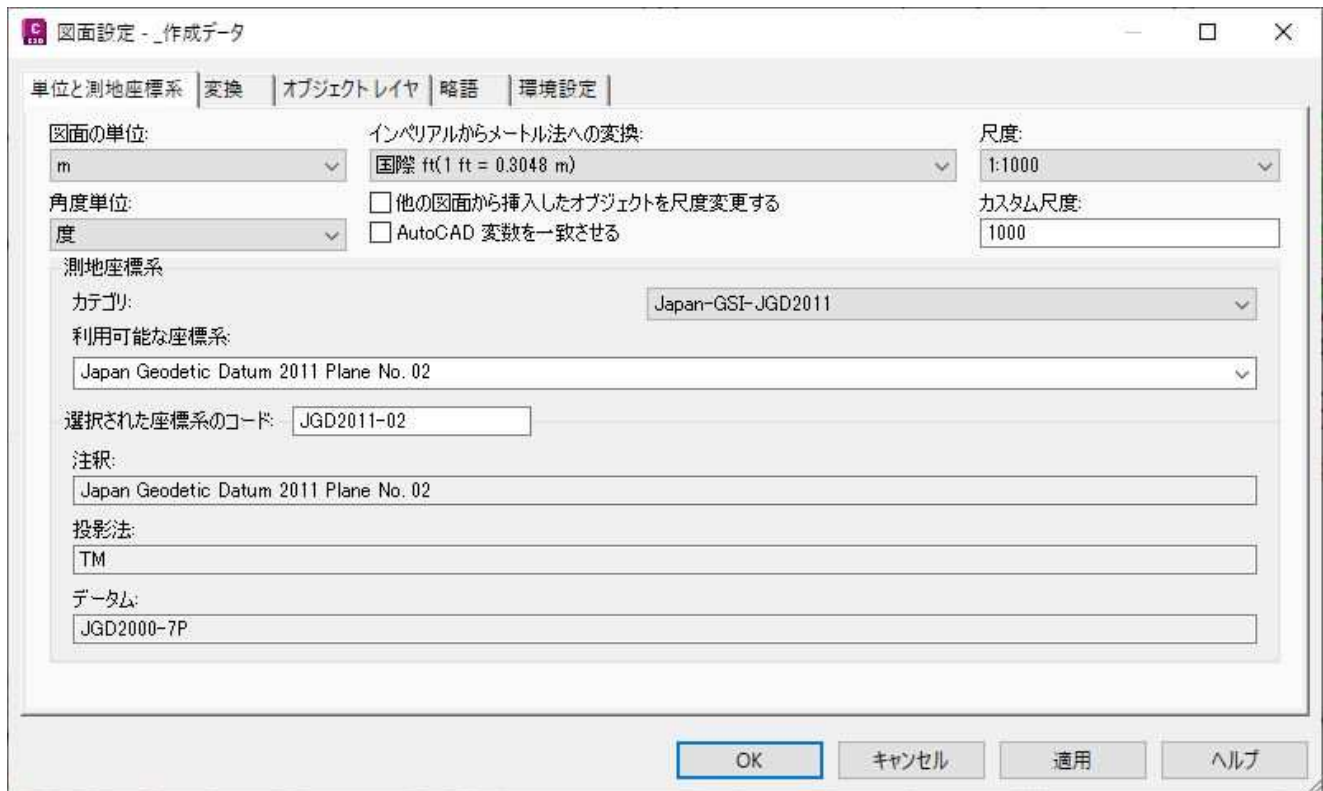 図面設定 - _作成データ
単位と測地座標系 変換 オブジェクト レイヤ 略語 環境設定
図面の単位: インペリアルからメートル法への変換: 尺度:
m 国際 ft(1 ft = 0.3048 m) 1:1000
角度単位: 他の図面から挿入したオブジェクトを尺度変更する カスタム尺度:
度 AutoCAD 変数を一致させる 1000
測地座標系
カテゴリ: Japan-GSI-JGD2011
利用可能な座標系:
Japan Geodetic Datum 2011 Plane No. 02
選択された座標系のコード: JGD2011-02
注釈:
Japan Geodetic Datum 2011 Plane No. 02
投影法:
TM
データム:
JGD2000-7P
OK キャンセル 適用 ヘルプ